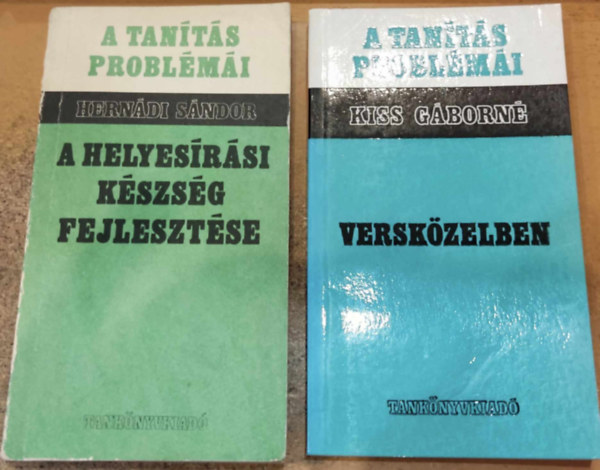 A TANÍTÁS
PROBLÉMÁI
HERNÁDI SÁNDOR
A HELYESÍRÁSI
KÉSZSÉG
FEJLESZTÉSE
TANKÖNYVKIADÓ
A TANÍTÁS
PROBLÉMÁI
KISS GÁBORNÉ
VERSKÖZELBEN
TANKÖNYVKIADÓ